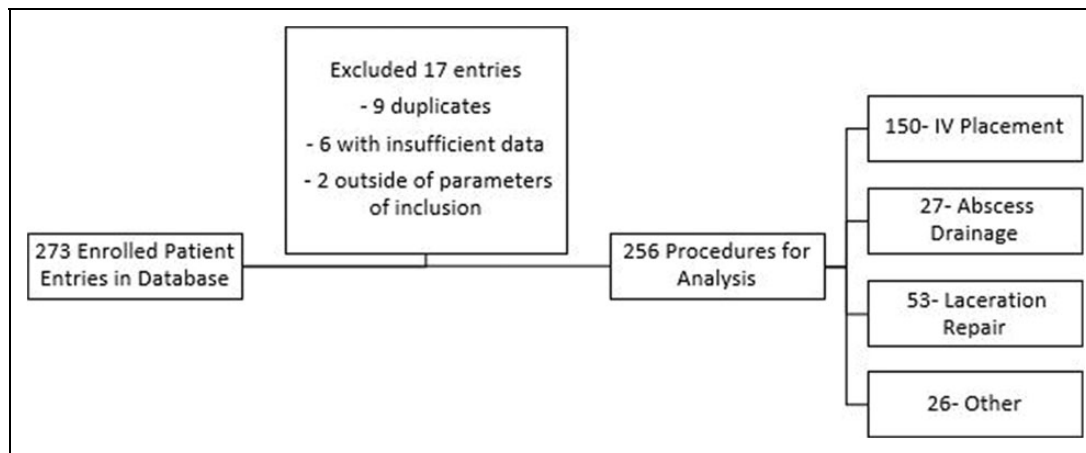 Excluded 17 entries
- 9 duplicates
- 6 with insufficient data
- 2 outside of parameters
of inclusion
273 Enrolled Patient
Entries in Database
256 Procedures for
Analysis
150- IV Placement
27- Abscess
Drainage
53- Laceration
Repair
26- Other